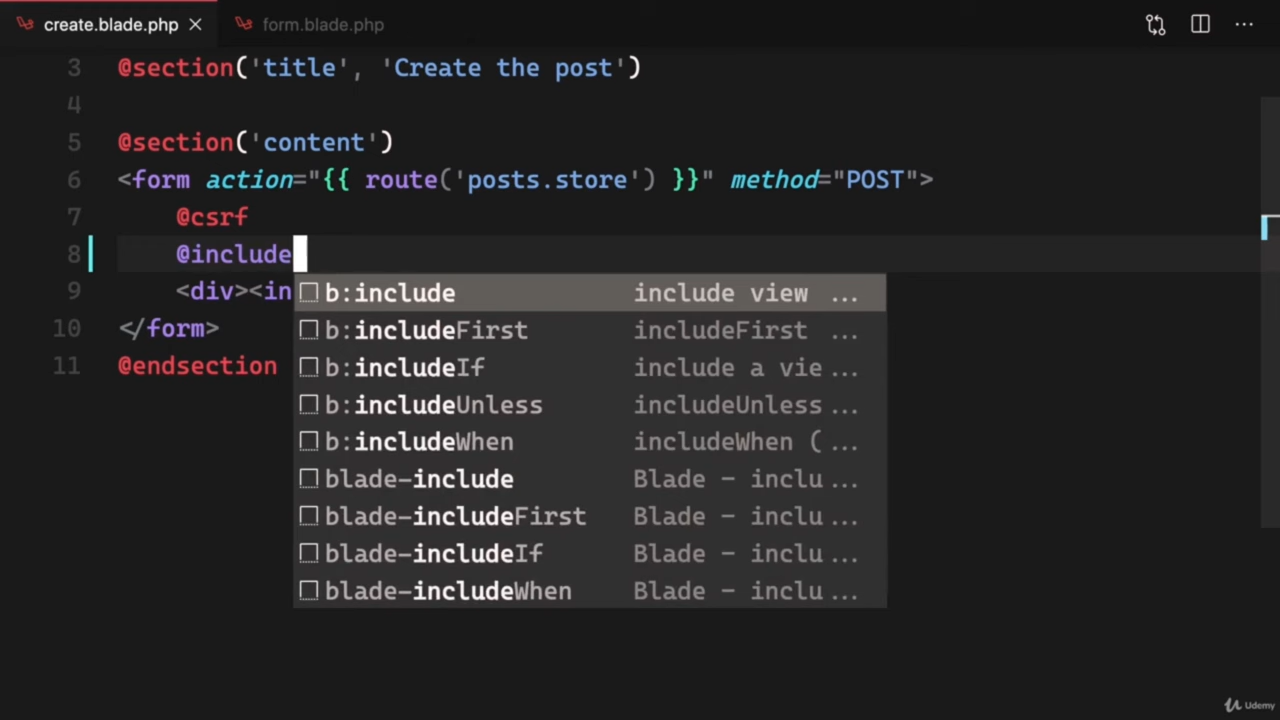 create.blade.php
form.blade.php
3 @section('title', 'Create the post')
4
5 @section('content')
6 <form action="{{ route('posts.store') }}" method="POST">
7 @csrf
8 @include
9 <div><in
10 </form>
11 @endsection
b:include include view ...
b:includeFirst includeFirst ...
b:includeIf include a vie...
b:includeUnless includeUnless...
b:includeWhen includeWhen (...
blade-include Blade - inclu...
blade-includeFirst Blade - inclu...
blade-includeIf Blade - inclu...
blade-includeWhen Blade - inclu...
Udemy